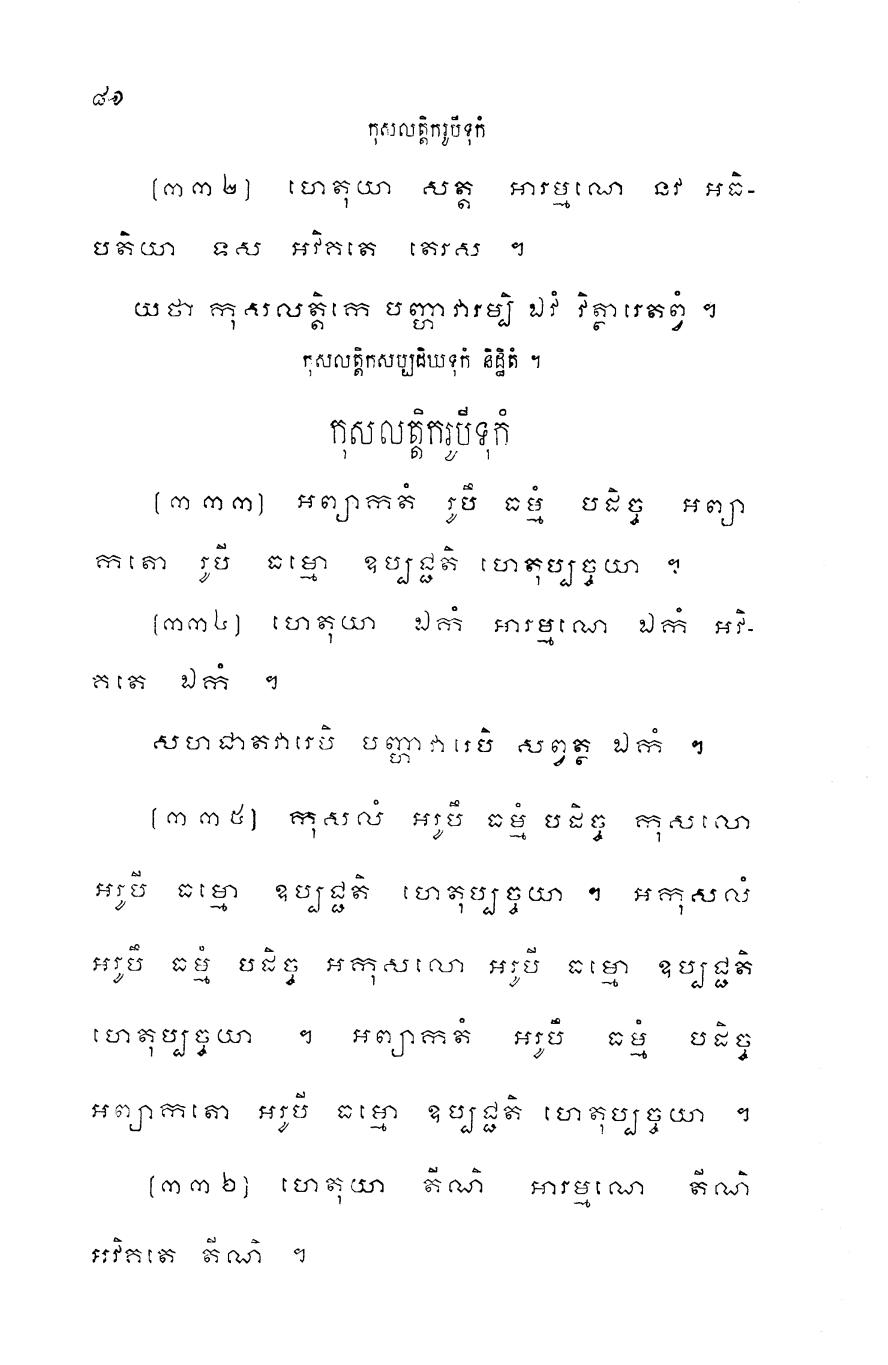 ៨១
កុសលត្តិករូបីទុកំ
(៣៣២) ហេតុយា សត្ត អារម្មណេ នវ អធិ-
បតិយា ទស អវិគតេ តេរស ។
យថា កុសលត្តិកេ បញ្ហាវារម្បិ ឯវំ វិត្ថារេតព្វំ ។
កុសលត្តិកសប្បដិឃទុកំ និដ្ឋិតំ ។
កុសលត្តិករូបីទុកំ
(៣៣៣) អព្យាកតំ រូបឹ ធម្មំ បដិច្ច អព្យា
កតោ រូបី ធម្មោ ឧប្បជ្ជតិ ហេតុប្បច្ចយា ។
(៣៣៤) ហេតុយា ឯកំ អារម្មណេ ឯកំ អវិ-
គតេ ឯកំ ។
សហជាតវារេបិ បញ្ហាវារេបិ សព្វត្ថ ឯកំ ។
(៣៣៥) កុសលំ អរូបឹ ធម្មំ បដិច្ច កុសលោ
អរូបី ធម្មោ ឧប្បជ្ជតិ ហេតុប្បច្ចយា ។ អកុសលំ
អរូបឹ ធម្មំ បដិច្ច អកុសលោ អរូបី ធម្មោ ឧប្បជ្ជតិ
ហេតុប្បច្ចយា ។ អព្យាកតំ អរូបឹ ធម្មំ បដិច្ច
អព្យាកតោ អរូបី ធម្មោ ឧប្បជ្ជតិ ហេតុប្បច្ចយា ។
(៣៣៦) ហេតុយា តីណិ អារម្មណេ តីណិ
អវិគតេ តីណិ ។